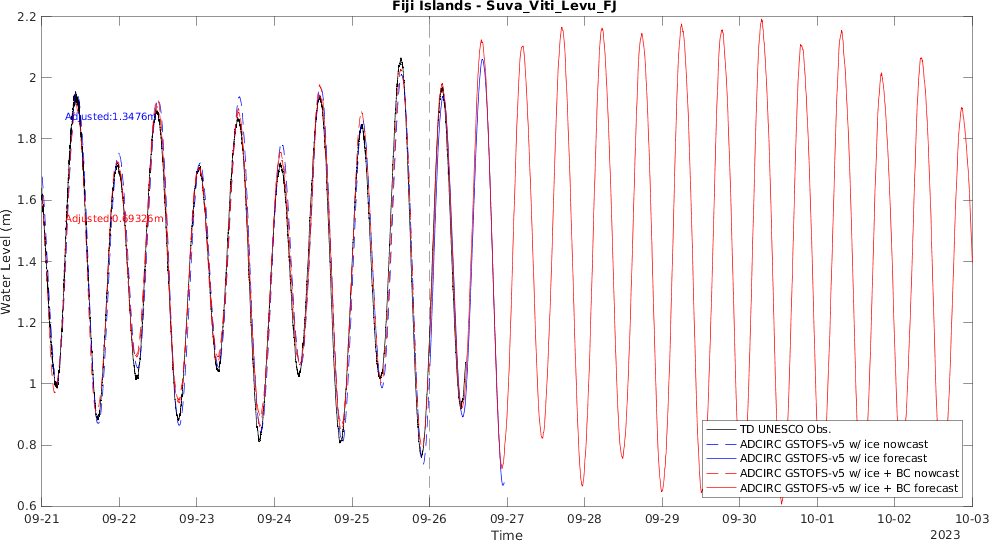 Fiji Islands - Suva_Viti_Levu_FJ
2.2
2
1.8
1.6
1.4
1.2
1
0.8
0.6
Water Level (m)
Adjusted:1.3476m
Adjusted:0.69326m
TD UNESCO Obs.
ADCIRC GSTOFS-v5 w/ ice nowcast
ADCIRC GSTOFS-v5 w/ ice forecast
ADCIRC GSTOFS-v5 w/ ice + BC nowcast
ADCIRC GSTOFS-v5 w/ ice + BC forecast
09-21 09-22 09-23 09-24 09-25 09-26 09-27 09-28 09-29 09-30 10-01 10-02 10-03
Time
2023